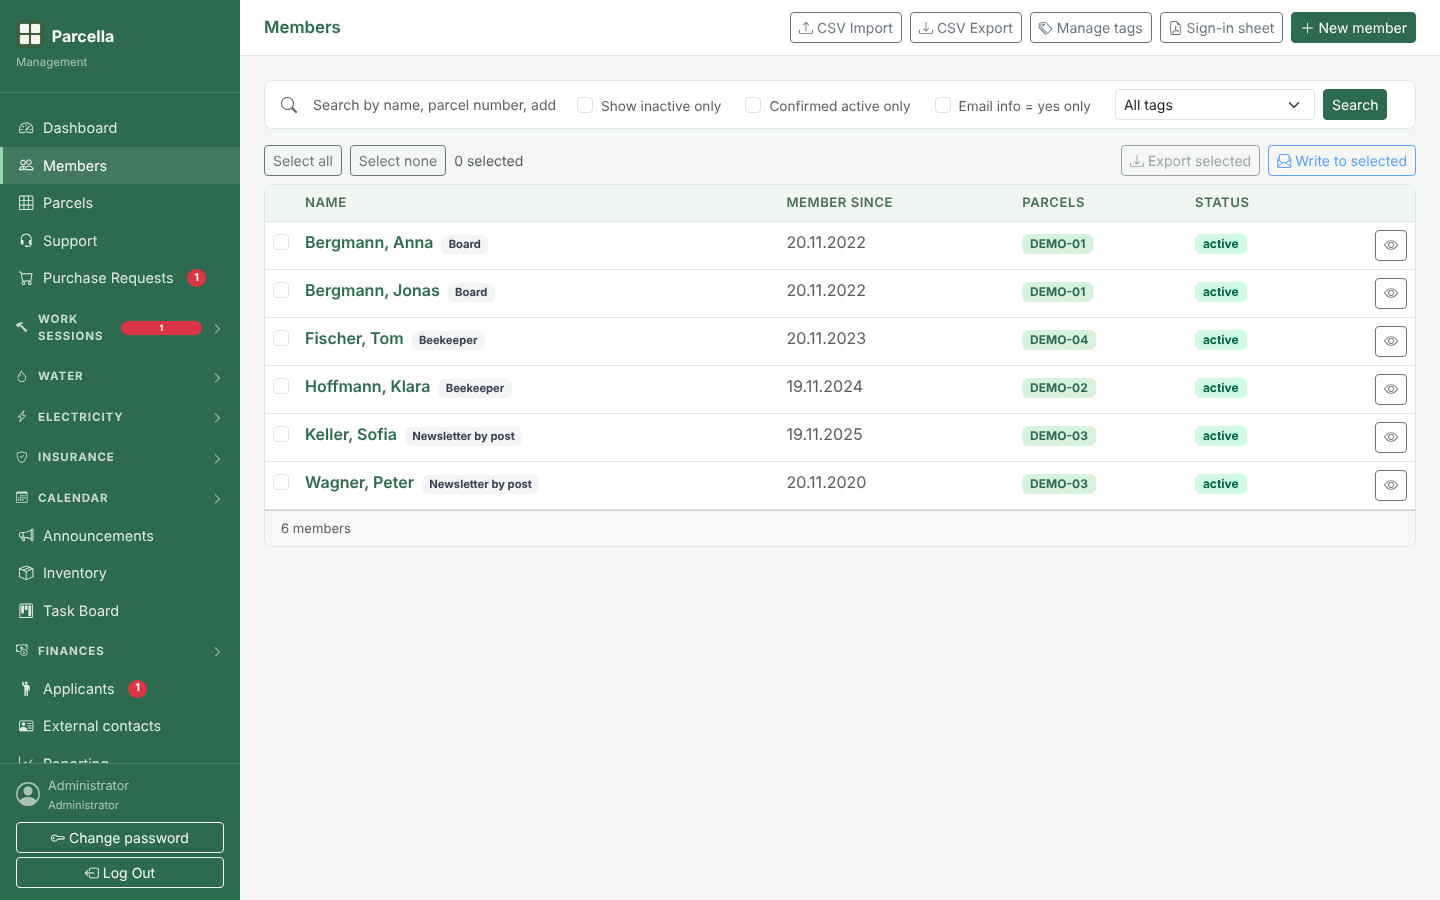 Parcella
Management
Dashboard
Members
Parcels
Support
Purchase Requests 1
WORK SESSIONS 1
WATER
ELECTRICITY
INSURANCE
CALENDAR
Announcements
Inventory
Task Board
FINANCES
Applicants 1
External contacts
Reporting
Administrator
Administrator
Change password
Log Out
Members
CSV Import
CSV Export
Manage tags
Sign-in sheet
New member
Search by name, parcel number, add
Show inactive only
Confirmed active only
Email info = yes only
All tags
Search
Select all
Select none
0 selected
Export selected
Write to selected
NAME MEMBER SINCE PARCELS STATUS
Bergmann, Anna Board 20.11.2022 DEMO-01 active
Bergmann, Jonas Board 20.11.2022 DEMO-01 active
Fischer, Tom Beekeeper 20.11.2023 DEMO-04 active
Hoffmann, Klara Beekeeper 19.11.2024 DEMO-02 active
Keller, Sofia Newsletter by post 19.11.2025 DEMO-03 active
Wagner, Peter Newsletter by post 20.11.2020 DEMO-03 active
6 members